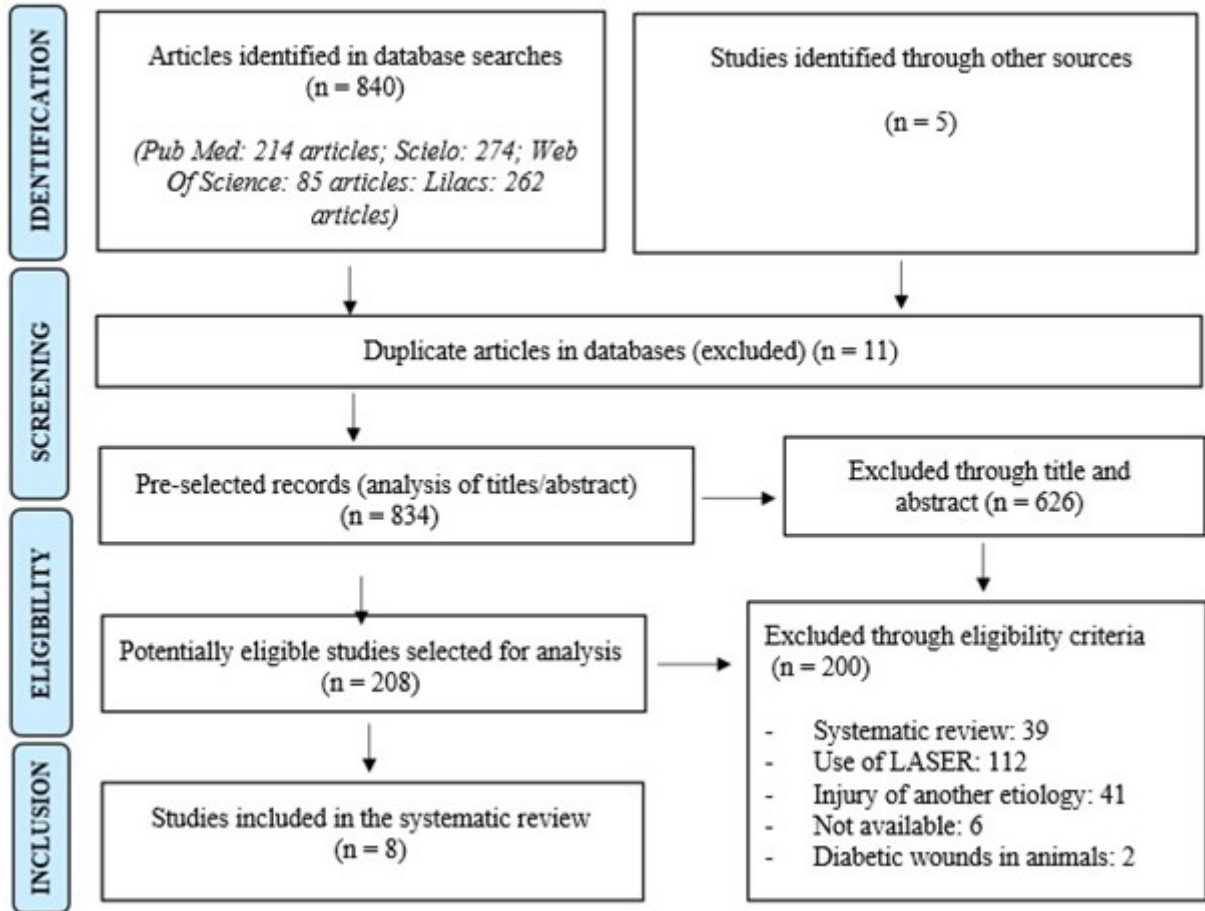 IDENTIFICATION
Articles identified in database searches
(n = 840)
(Pub Med: 214 articles; Scielo: 274; Web
Of Science: 85 articles: Lilacs: 262
articles)
Studies identified through other sources
(n = 5)
SCREENING
Duplicate articles in databases (excluded) (n = 11)
Pre-selected records (analysis of titles/abstract)
(n = 834)
Excluded through title and
abstract (n = 626)
ELIGIBILITY
Potentially eligible studies selected for analysis
(n = 208)
Excluded through eligibility criteria
(n = 200)
- Systematic review: 39
- Use of LASER: 112
- Injury of another etiology: 41
- Not available: 6
- Diabetic wounds in animals: 2
INCLUSION
Studies included in the systematic review
(n = 8)